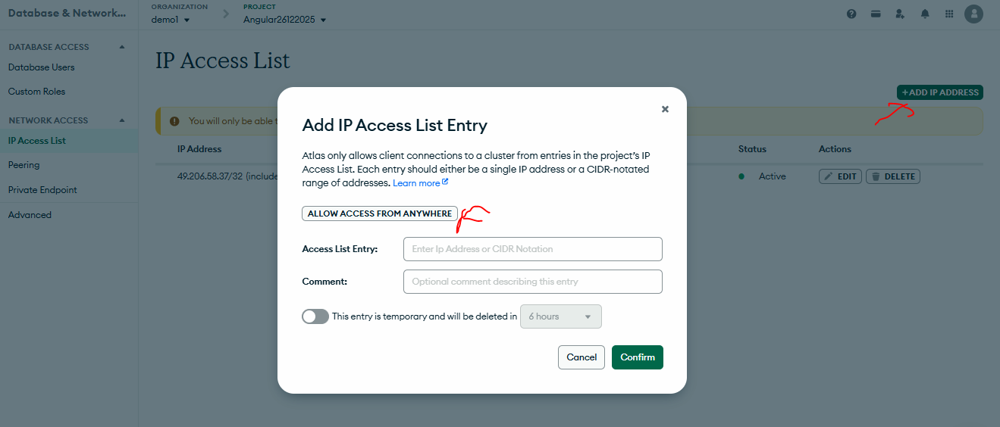 Database & Network...
ORGANIZATION
demo1
PROJECT
Angular26122025
DATABASE ACCESS
Database Users
Custom Roles
NETWORK ACCESS
IP Access List
Peering
Private Endpoint
Advanced
IP Access List
+ADD IP ADDRESS
You will only be able t
IP Address
Status
Actions
49.206.58.37/32 (include
Active
EDIT
DELETE
Add IP Access List Entry
Atlas only allows client connections to a cluster from entries in the project's IP
Access List. Each entry should either be a single IP address or a CIDR-notated
range of addresses. Learn more
ALLOW ACCESS FROM ANYWHERE
Access List Entry:
Enter Ip Address or CIDR Notation
Comment:
Optional comment describing this entry
This entry is temporary and will be deleted in
6 hours
Cancel
Confirm